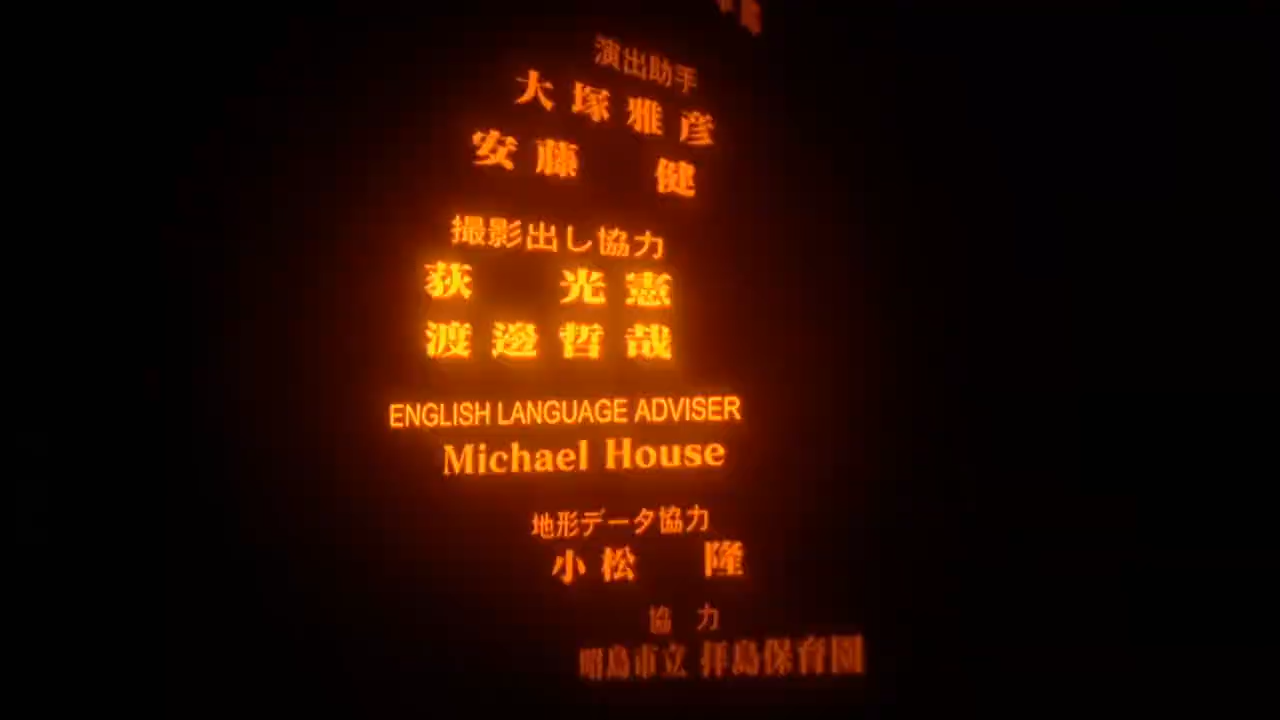 演出助手
大塚雅彦
安藤 健
撮影出し協力
荻 光憲
渡邊哲哉
ENGLISH LANGUAGE ADVISER
Michael House
地形データ協力
小松 隆
協 力
昭島市立 拝島保育園